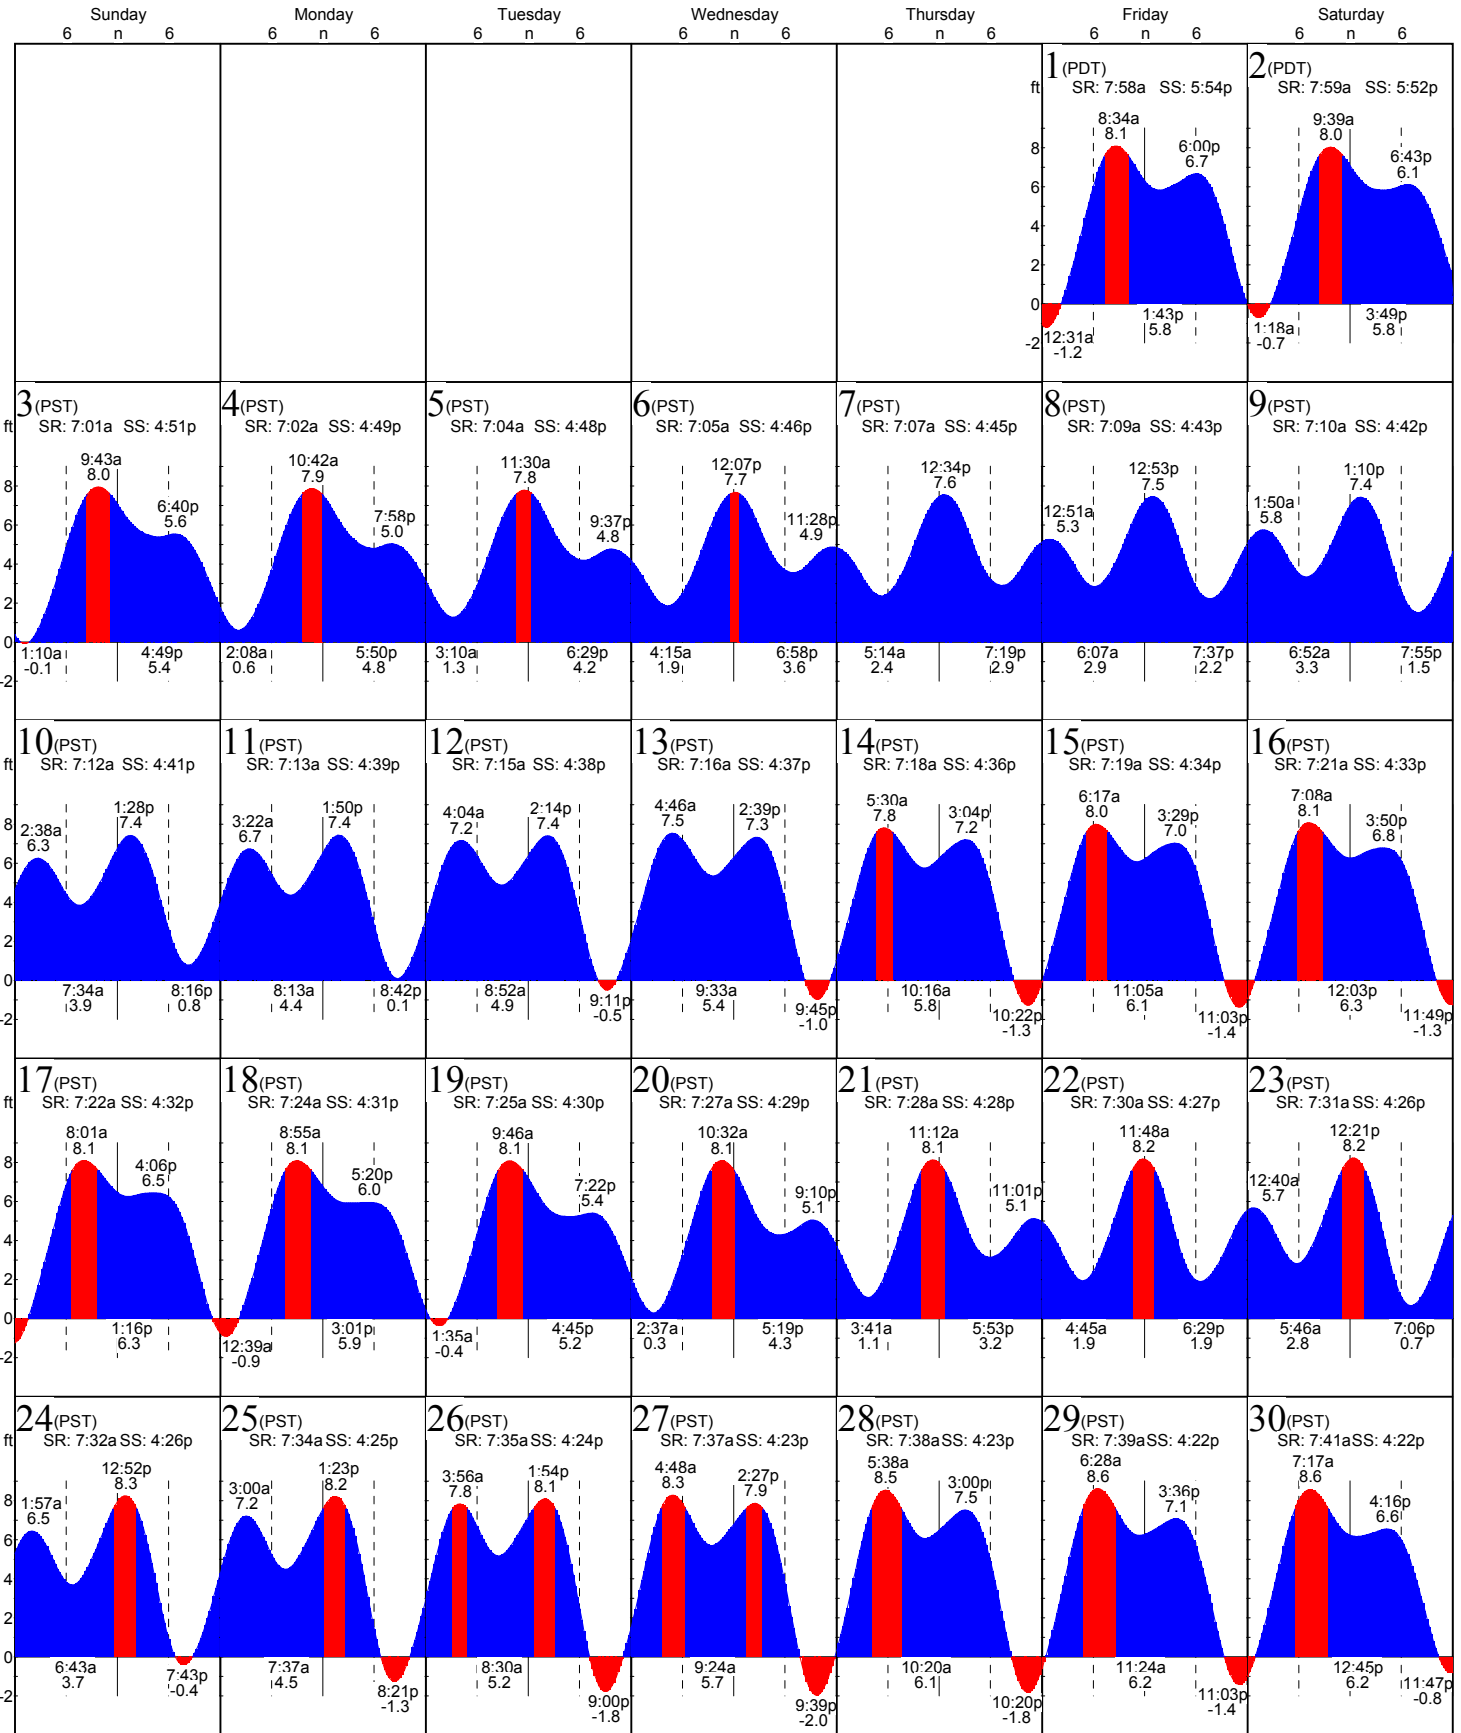 Sunday Monday Tuesday Wednesday Thursday Friday Saturday
6 n 6 6 n 6 6 n 6 6 n 6 6 n 6 6 n 6 6 n 6
1(PDT) 2(PDT)
ft SR: 7:58a SS: 5:54p SR: 7:59a SS: 5:52p
8:34a 9:39a
8.1 8.0
6:00p 6:43p
6.7 6.1
8
6
4
2
0
-2
12:31a 1:43p 1:18a 3:49p
-1.2 5.8 -0.7 5.8
3(PST) 4(PST) 5(PST) 6(PST) 7(PST) 8(PST) 9(PST)
ft SR: 7:01a SS: 4:51p SR: 7:02a SS: 4:49p SR: 7:04a SS: 4:48p SR: 7:05a SS: 4:46p SR: 7:07a SS: 4:45p SR: 7:09a SS: 4:43p SR: 7:10a SS: 4:42p
9:43a 10:42a 11:30a 12:07p 12:34p 12:53p 1:10p
8.0 7.9 7.8 7.7 7.6 7.5 7.4
6:40p 7:58p 9:37p 11:28p 12:51a 1:50a
5.6 5.0 4.8 4.9 5.3 5.8
8
6
4
2
0
-2
1:10a 4:49p 2:08a 5:50p 3:10a 6:29p 4:15a 6:58p 5:14a 7:19p 6:07a 7:37p 6:52a 7:55p
-0.1 5.4 0.6 4.8 1.3 4.2 1.9 3.6 2.4 2.9 2.9 2.2 3.3 1.5
10(PST) 11(PST) 12(PST) 13(PST) 14(PST) 15(PST) 16(PST)
ft SR: 7:12a SS: 4:41p SR: 7:13a SS: 4:39p SR: 7:15a SS: 4:38p SR: 7:16a SS: 4:37p SR: 7:18a SS: 4:36p SR: 7:19a SS: 4:34p SR: 7:21a SS: 4:33p
2:38a 1:28p 3:22a 1:50p 4:04a 2:14p 4:46a 2:39p 5:30a 3:04p 6:17a 3:29p 7:08a 3:50p
6.3 7.4 6.7 7.4 7.2 7.4 7.5 7.3 7.8 7.2 8.0 7.0 8.1 6.8
8
6
4
2
0
-2
7:34a 8:16p 8:13a 8:42p 8:52a 9:11p 9:33a 9:45p 10:16a 10:22p 11:05a 11:03p 12:03p 11:49p
3.9 0.8 4.4 0.1 4.9 -0.5 5.4 -1.0 5.8 -1.3 6.1 -1.4 6.3 -1.3
17(PST) 18(PST) 19(PST) 20(PST) 21(PST) 22(PST) 23(PST)
ft SR: 7:22a SS: 4:32p SR: 7:24a SS: 4:31p SR: 7:25a SS: 4:30p SR: 7:27a SS: 4:29p SR: 7:28a SS: 4:28p SR: 7:30a SS: 4:27p SR: 7:31a SS: 4:26p
8:01a 4:06p 8:55a 5:20p 9:46a 7:22p 10:32a 9:10p 11:12a 11:01p 11:48a 12:40a 12:21p
8.1 6.5 8.1 6.0 8.1 5.4 8.1 5.1 8.1 5.1 8.2 5.7 8.2
8
6
4
2
0
-2
1:16p 12:39a 3:01p 1:35a 4:45p 2:37a 5:19p 3:41a 5:53p 4:45a 6:29p 5:46a 7:06p
6.3 -0.9 5.9 -0.4 5.2 0.3 4.3 1.1 3.2 1.9 1.9 2.8 0.7
24(PST) 25(PST) 26(PST) 27(PST) 28(PST) 29(PST) 30(PST)
ft SR: 7:32a SS: 4:26p SR: 7:34a SS: 4:25p SR: 7:35a SS: 4:24p SR: 7:37a SS: 4:23p SR: 7:38a SS: 4:23p SR: 7:39a SS: 4:22p SR: 7:41a SS: 4:22p
1:57a 12:52p 3:00a 1:23p 3:56a 1:54p 4:48a 2:27p 5:38a 3:00p 6:28a 3:36p 7:17a 4:16p
6.5 8.3 7.2 8.2 7.8 8.1 8.3 7.9 8.5 7.5 8.6 7.1 8.6 6.6
8
6
4
2
0
-2
6:43a 7:43p 7:37a 8:21p 8:30a 9:00p 9:24a 9:39p 10:20a 10:20p 11:24a 11:03p 12:45p 11:47p
3.7 -0.4 4.5 -1.3 5.2 -1.8 5.7 -2.0 6.1 -1.8 6.2 -1.4 6.2 -0.8